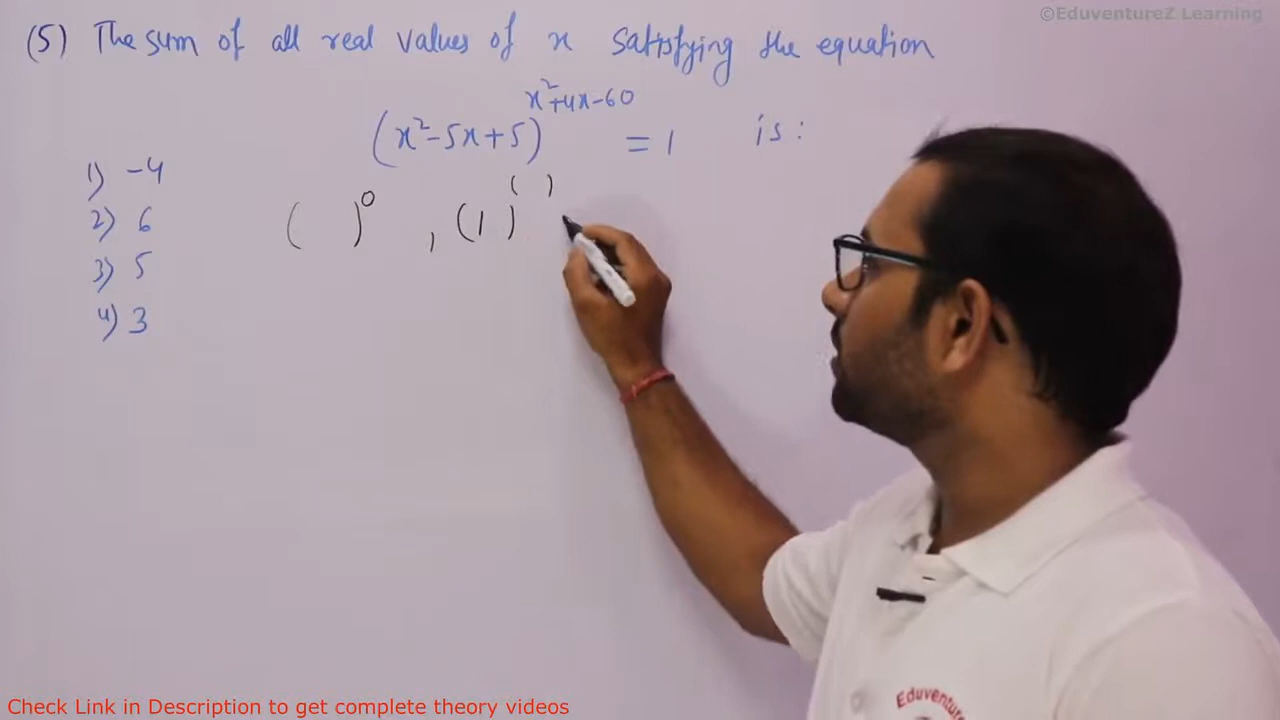 ©EduventureZ Learning
(5) The sum of all real values of x satisfying the equation
(x²-5x+5)^x²+4x-60 = 1 is:
1) -4
2) 6
3) 5
4) 3
( )⁰ , (1)^( )
Eduventure
Check Link in Description to get complete theory videos